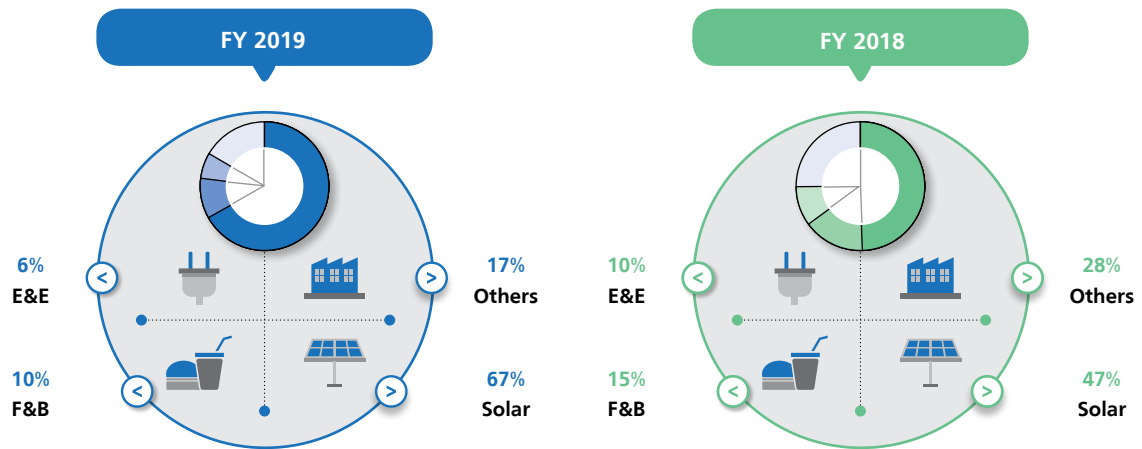 FY 2019
6%
E&E
17%
Others
10%
F&B
67%
Solar
FY 2018
10%
E&E
28%
Others
15%
F&B
47%
Solar